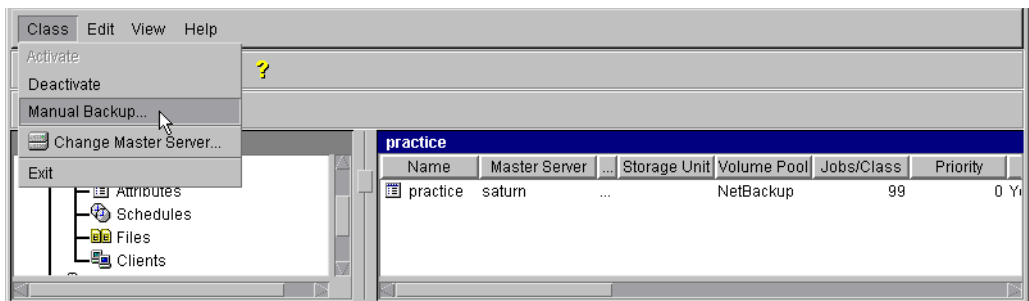 Class Edit View Help
Activate
Deactivate
Manual Backup...
Change Master Server...
Exit
Attributes
Schedules
Files
Clients
practice
Name Master Server ... Storage Unit Volume Pool Jobs/Class Priority
practice saturn ... NetBackup 99 0